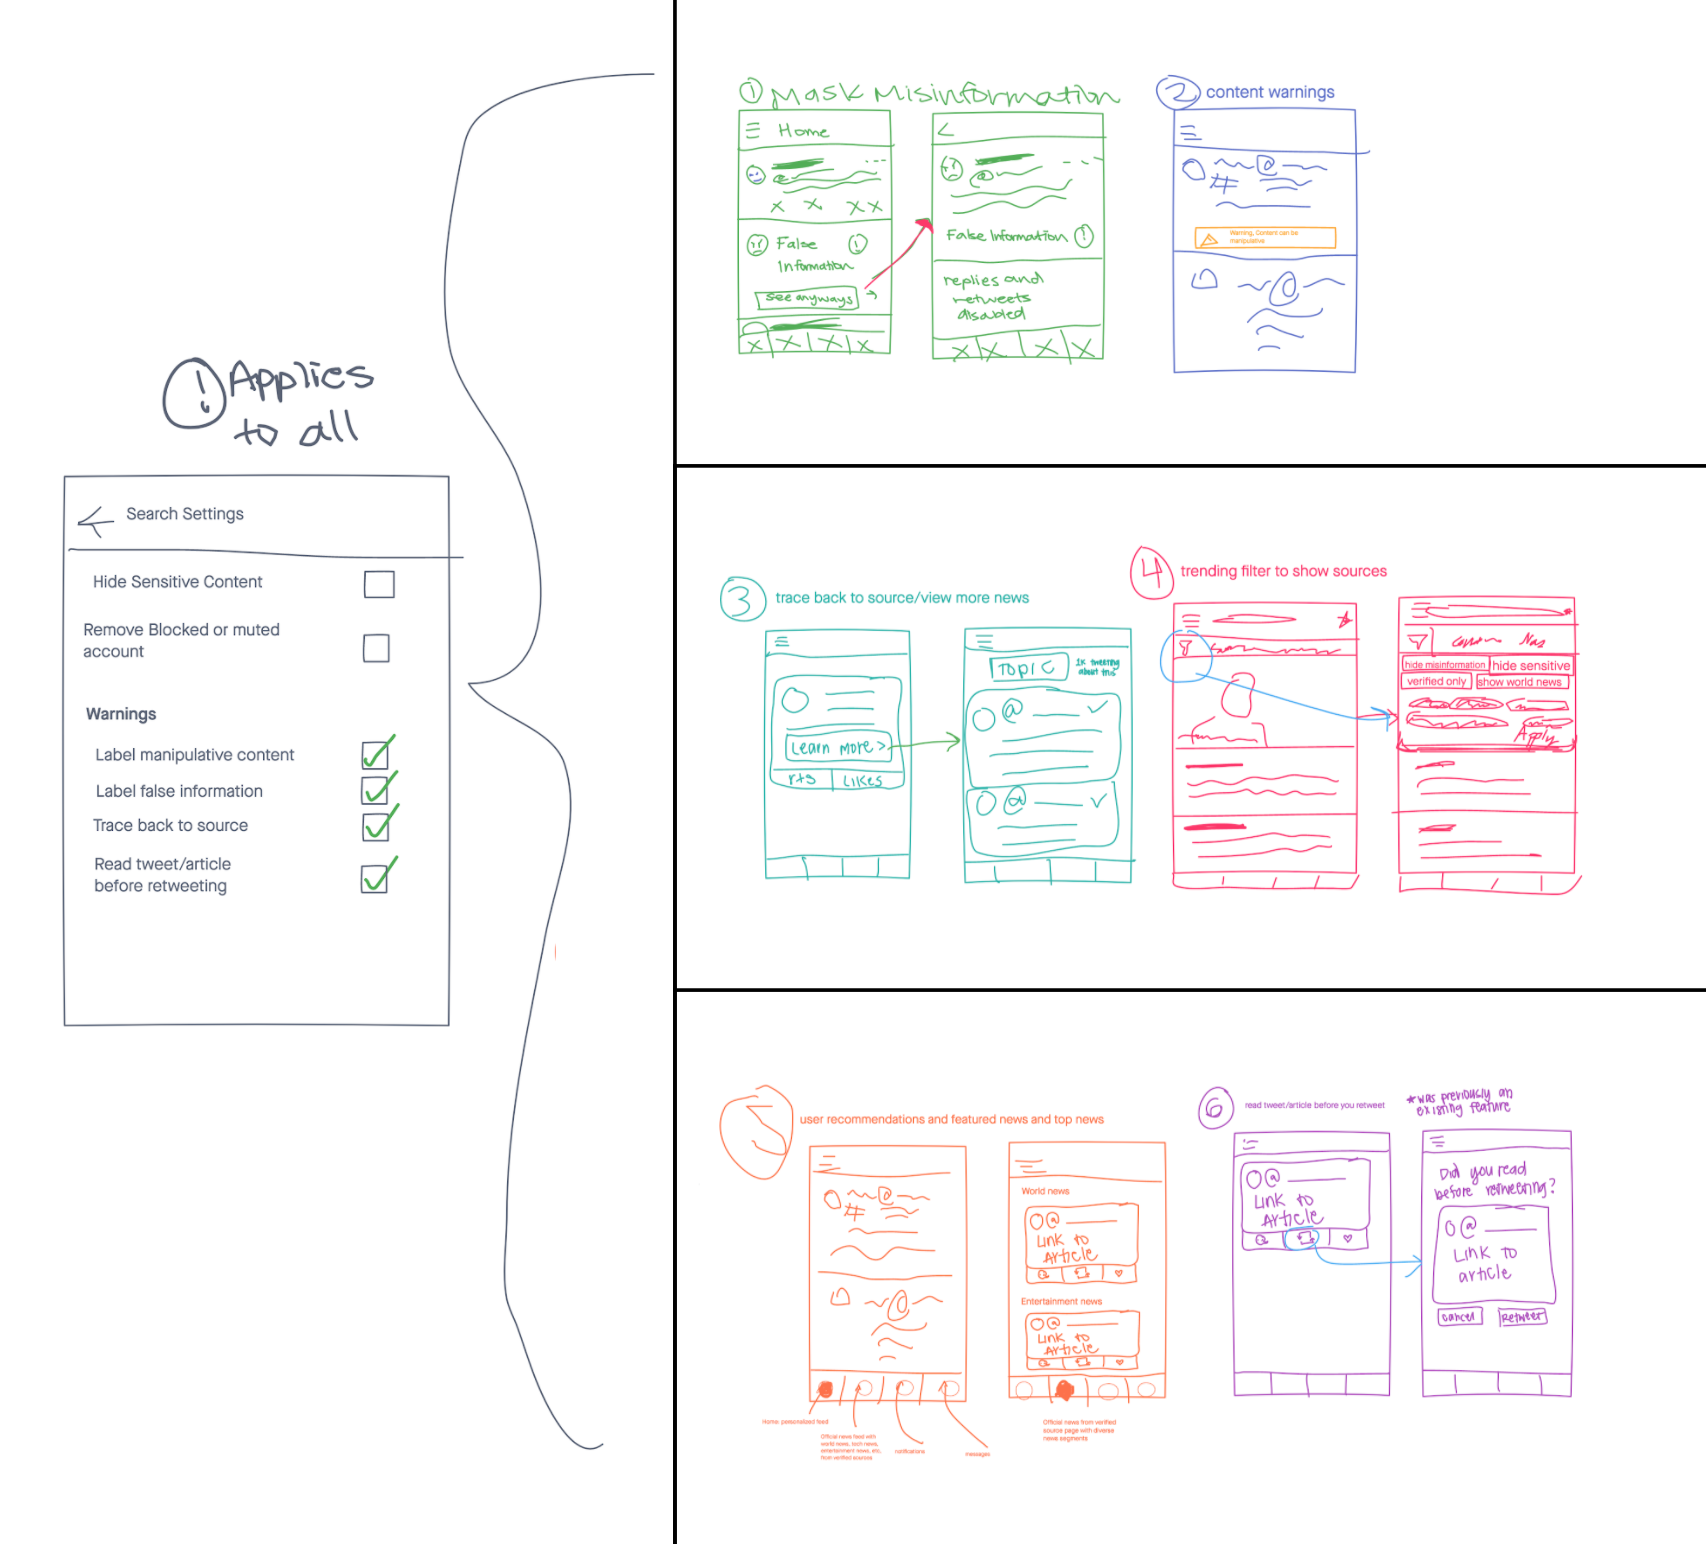 ! Applies
to all
Search Settings
Hide Sensitive Content
Remove Blocked or muted
account
Warnings
Label manipulative content
Label false information
Trace back to source
Read tweet/article
before retweeting
1 Mask Misinformation
Home
False !
Information
see anyways
False Information !
replies and
retweets
disabled
2 content warnings
@
#
Warning, Content can be
manipulative
@
3 trace back to source/view more news
Learn more >
rts Likes
Topic
1k tweeting
about this
@
@
4 trending filter to show sources
hide misinformation hide sensitive
verified only show world news
Apply
5 user recommendations and featured news and top news
@
#
@
Home: personalized feed
Official news feed with
world news, tech news,
entertainment news, etc.
from verified sources
notifications
messages
World news
@
Link to
Article
Entertainment news
@
Link to
Article
Official news from verified
source page with diverse
news segments
6 read tweet/article before you retweet
*was previously an
existing feature
@
Link to
Article
Did you read
before retweeting?
@
Link to
article
cancel Retweet